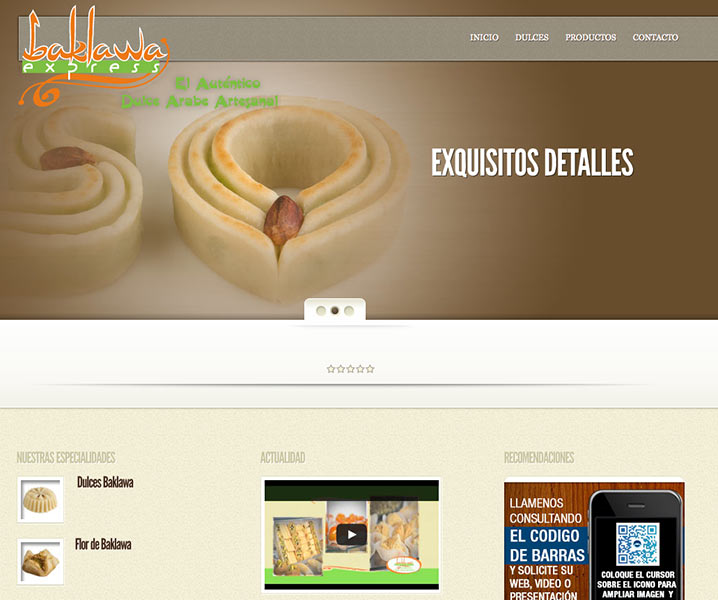 baklawa
express
El Auténtico
Dulce Arabe Artesanal
INICIO DULCES PRODUCTOS CONTACTO
EXQUISITOS DETALLES
NUESTRAS ESPECIALIDADES
Dulces Baklawa
Flor de Baklawa
ACTUALIDAD
RECOMENDACIONES
LLAMENOS
CONSULTANDO
EL CODIGO
DE BARRAS
Y SOLICITE SU
WEB, VIDEO O
PRESENTACIÓN
COLOQUE EL CURSOR
SOBRE EL ICONO PARA
AMPLIAR IMAGEN Y